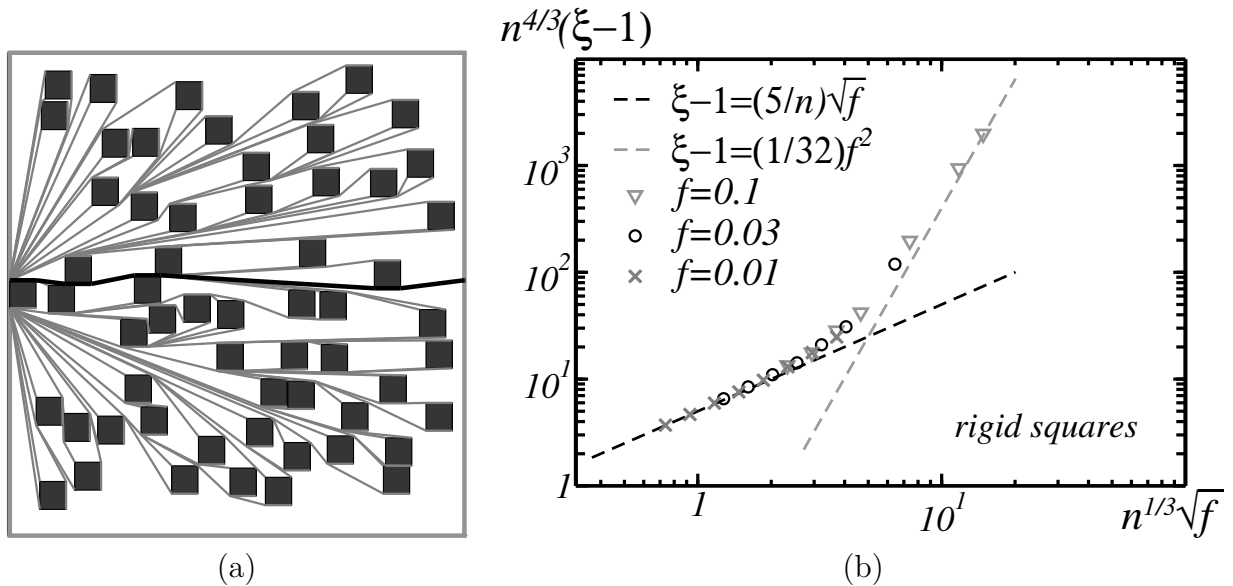 n^{4/3}(ξ−1)
ξ−1=(5/n)√f
ξ−1=(1/32)f^2
f=0.1
f=0.03
f=0.01
10^3
10^2
10^1
1
rigid squares
1
10^1
n^{1/3}√f
(a)
(b)